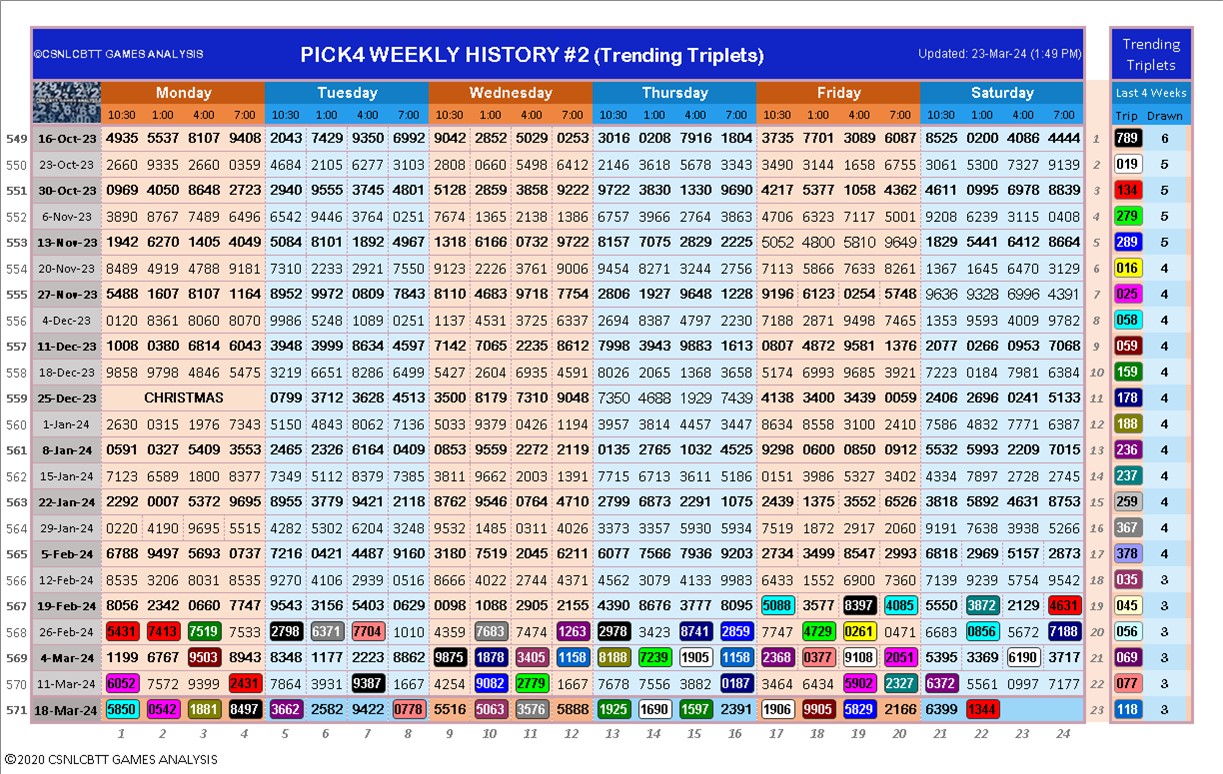 ©CSNLCBTT GAMES ANALYSIS PICK4 WEEKLY HISTORY #2 (Trending Triplets) Updated: 23-Mar-24 (1:49 PM) Trending
Triplets
Monday Tuesday Wednesday Thursday Friday Saturday Last 4 Weeks
10:30 1:00 4:00 7:00 10:30 1:00 4:00 7:00 10:30 1:00 4:00 7:00 10:30 1:00 4:00 7:00 10:30 1:00 4:00 7:00 10:30 1:00 4:00 7:00 Trip Drawn
549 16-Oct-23 4935 5537 8107 9408 2043 7429 9350 6992 9042 2852 5029 0253 3016 0208 7916 1804 3735 7701 3089 6087 8525 0200 4086 4444 1 789 6
550 23-Oct-23 2660 9335 2660 0359 4684 2105 6277 3103 2808 0660 5498 6412 2146 3618 5678 3343 3490 3144 1658 6755 3061 5300 7327 9139 2 019 5
551 30-Oct-23 0969 4050 8648 2723 2940 9555 3745 4801 5128 2859 3858 9222 9722 3830 1330 9690 4217 5377 1058 4362 4611 0995 6978 8839 3 134 5
552 6-Nov-23 3890 8767 7489 6496 6542 9446 3764 0251 7674 1365 2138 1386 6757 3966 2764 3863 4706 6323 7117 5001 9208 6239 3115 0408 4 279 5
553 13-Nov-23 1942 6270 1405 4049 5084 8101 1892 4967 1318 6166 0732 9722 8157 7075 2829 2225 5052 4800 5810 9649 1829 5441 6412 8664 5 289 5
554 20-Nov-23 8489 4919 4788 9181 7310 2233 2921 7550 9123 2226 3761 9006 9454 8271 3244 2756 7113 5866 7633 8261 1367 1645 6470 3129 6 016 4
555 27-Nov-23 5488 1607 8107 1164 8952 9972 0809 7843 8110 4683 9718 7754 2806 1927 9648 1228 9196 6123 0254 5748 9636 9328 6996 4391 7 025 4
556 4-Dec-23 0120 8361 8060 8070 9986 5248 1089 0251 1137 4531 3725 6337 2694 8387 4797 2230 7188 2871 9498 7465 1353 9593 4009 9782 8 058 4
557 11-Dec-23 1008 0380 6814 6043 3948 3999 8634 4597 7142 7065 2235 8612 7998 3943 9883 1613 0807 4872 9581 1376 2077 0266 0953 7068 9 059 4
558 18-Dec-23 9858 9798 4846 5475 3219 6651 8286 6499 5427 2604 6935 4591 8026 2065 1368 3658 5174 6993 9685 3921 7223 0184 7981 6384 10 159 4
559 25-Dec-23 CHRISTMAS 0799 3712 3628 4513 3500 8179 7310 9048 7350 4688 1929 7439 4138 3400 3439 0059 2406 2696 0241 5133 11 178 4
560 1-Jan-24 2630 0315 1976 7343 5150 4843 8062 7136 5033 9379 0426 1194 3957 3814 4457 3447 8634 8558 3100 2410 7586 4832 7771 6387 12 188 4
561 8-Jan-24 0591 0327 5409 3553 2465 2326 6164 0409 0853 9559 2272 2119 0135 2765 1032 4525 9298 0600 0850 0912 5532 5993 2209 7015 13 236 4
562 15-Jan-24 7123 6589 1800 8377 7349 5112 8379 7385 3811 9662 2003 1391 7715 6713 3611 5186 0151 3986 5327 3402 4334 7897 2728 2745 14 237 4
563 22-Jan-24 2292 0007 5372 9695 8955 3779 9421 2118 8762 9546 0764 4710 2799 6873 2291 1075 2439 1375 3552 6526 3818 5892 4631 8753 15 259 4
564 29-Jan-24 0220 4190 9695 5515 4282 5302 6204 3248 9532 1485 0311 4026 3373 3357 5930 5934 7519 1872 2917 2060 9191 7638 3938 5266 16 367 4
565 5-Feb-24 6788 9497 5693 0737 7216 0421 4487 9160 3180 7519 2045 6211 6077 7566 7936 9203 2734 3499 8547 2993 6818 2969 5157 2873 17 378 4
566 12-Feb-24 8535 3206 8031 8535 9270 4106 2939 0516 8666 4022 2744 4371 4562 3079 4133 9983 6433 1552 6900 7360 7139 9239 5754 9542 18 035 3
567 19-Feb-24 8056 2342 0660 7747 9543 3156 5403 0629 0098 1088 2905 2155 4390 8676 3777 8095 5088 3577 8397 4085 5550 3872 2129 4631 19 045 3
568 26-Feb-24 5431 7413 7519 7533 2798 6371 7704 1010 4359 7683 7474 1263 2978 3423 8741 2859 7747 4729 0261 0471 6683 0856 5672 7188 20 056 3
569 4-Mar-24 1199 6767 9503 8943 8348 1177 2223 8862 9875 1878 3405 1158 8188 7239 1905 1158 2368 0377 9108 2051 5395 3369 6190 3717 21 069 3
570 11-Mar-24 6052 7572 9399 2431 7864 3931 9387 1667 4254 9082 2779 1667 7678 7556 3882 0187 3464 1434 5902 2327 6372 5561 0997 7177 22 077 3
571 18-Mar-24 5850 0542 1881 8497 3662 2582 9422 0778 5516 5063 3576 5888 1925 1690 1597 2391 1906 9905 5829 2166 6399 1344 23 118 3
1 2 3 4 5 6 7 8 9 10 11 12 13 14 15 16 17 18 19 20 21 22 23 24
©2020 CSNLCBTT GAMES ANALYSIS